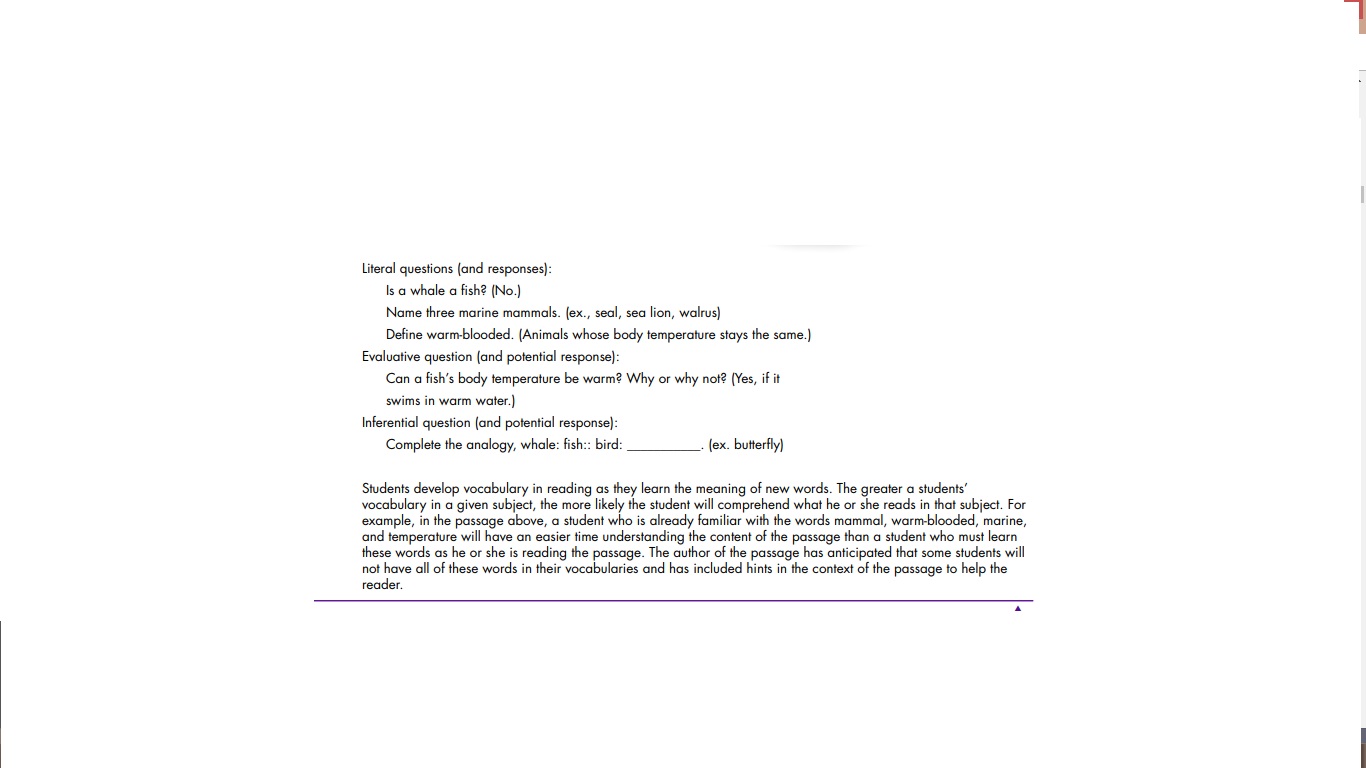 Literal questions (and responses):
Is a whale a fish? (No.)
Name three marine mammals. (ex., seal, sea lion, walrus)
Define warm-blooded. (Animals whose body temperature stays the same.)
Evaluative question (and potential response):
Can a fish’s body temperature be warm? Why or why not? (Yes, if it
swims in warm water.)
Inferential question (and potential response):
Complete the analogy, whale: fish:: bird: ___________. (ex. butterfly)
Students develop vocabulary in reading as they learn the meaning of new words. The greater a students’
vocabulary in a given subject, the more likely the student will comprehend what he or she reads in that subject. For
example, in the passage above, a student who is already familiar with the words mammal, warm-blooded, marine,
and temperature will have an easier time understanding the content of the passage than a student who must learn
these words as he or she is reading the passage. The author of the passage has anticipated that some students will
not have all of these words in their vocabularies and has included hints in the context of the passage to help the
reader.